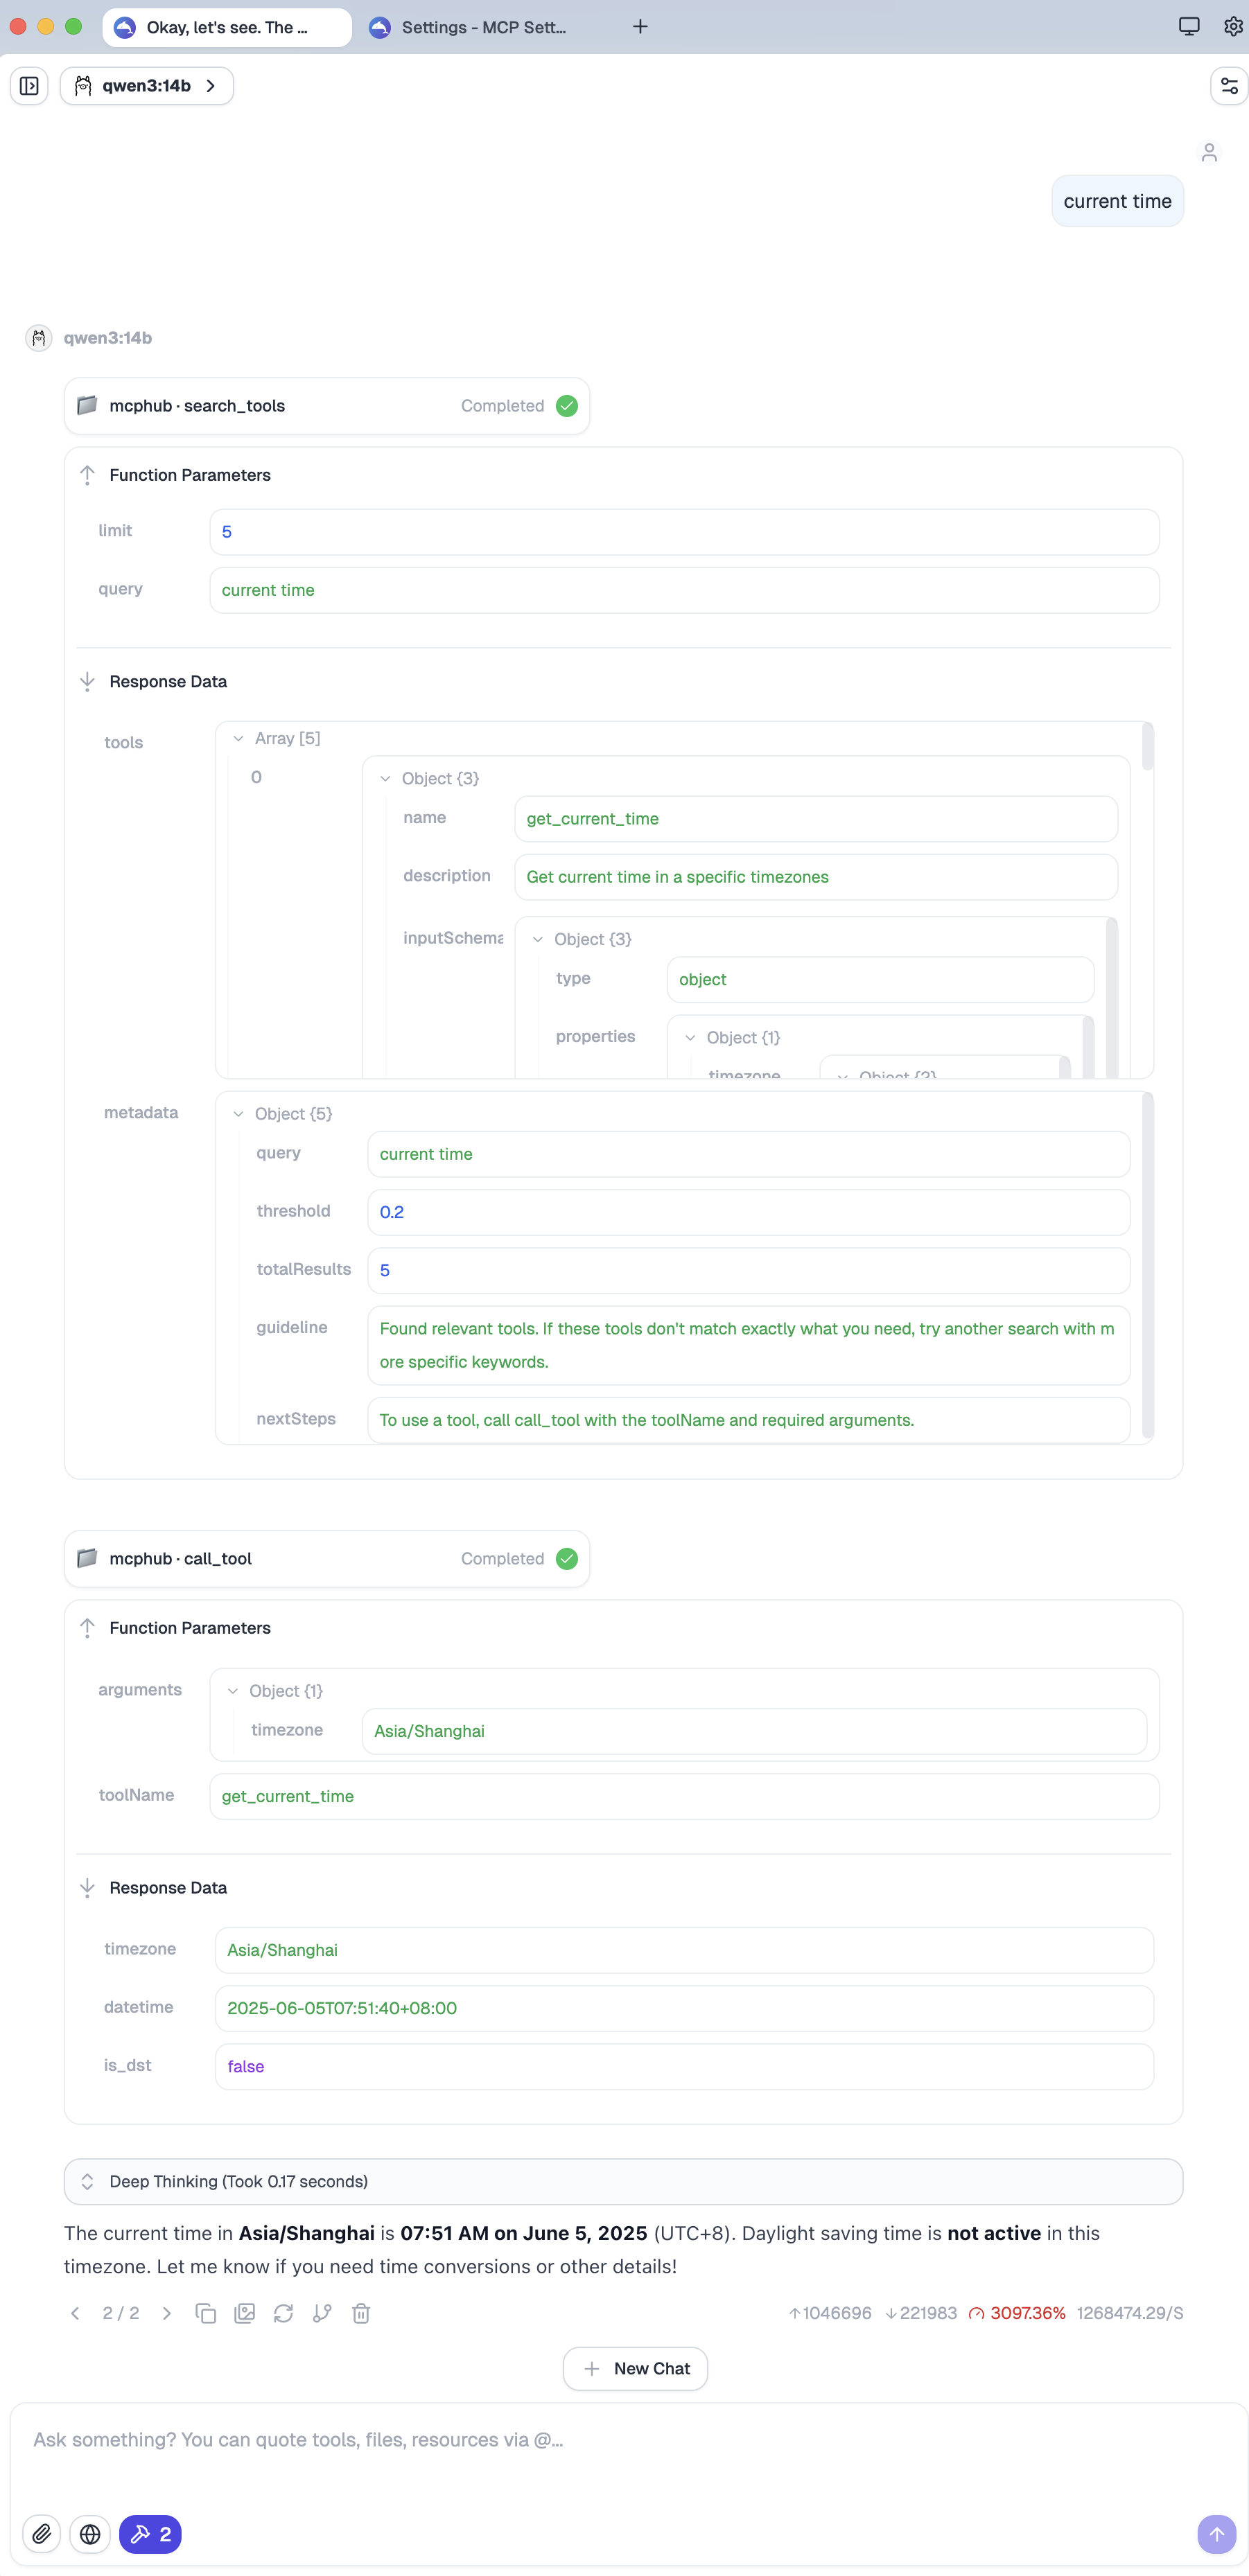 Okay, let's see. The ...
Settings - MCP Sett...
qwen3:14b
current time
qwen3:14b
mcphub · search_tools
Completed
Function Parameters
limit
5
query
current time
Response Data
tools
Array [5]
0
Object {3}
name
get_current_time
description
Get current time in a specific timezones
inputSchema
Object {3}
type
object
properties
Object {1}
timezone
Object {2}
metadata
Object {5}
query
current time
threshold
0.2
totalResults
5
guideline
Found relevant tools. If these tools don't match exactly what you need, try another search with m
ore specific keywords.
nextSteps
To use a tool, call call_tool with the toolName and required arguments.
mcphub · call_tool
Completed
Function Parameters
arguments
Object {1}
timezone
Asia/Shanghai
toolName
get_current_time
Response Data
timezone
Asia/Shanghai
datetime
2025-06-05T07:51:40+08:00
is_dst
false
Deep Thinking (Took 0.17 seconds)
The current time in Asia/Shanghai is 07:51 AM on June 5, 2025 (UTC+8). Daylight saving time is not active in this
timezone. Let me know if you need time conversions or other details!
2 / 2
↑1046696 ↓221983 3097.36% 1268474.29/S
New Chat
Ask something? You can quote tools, files, resources via @...
2